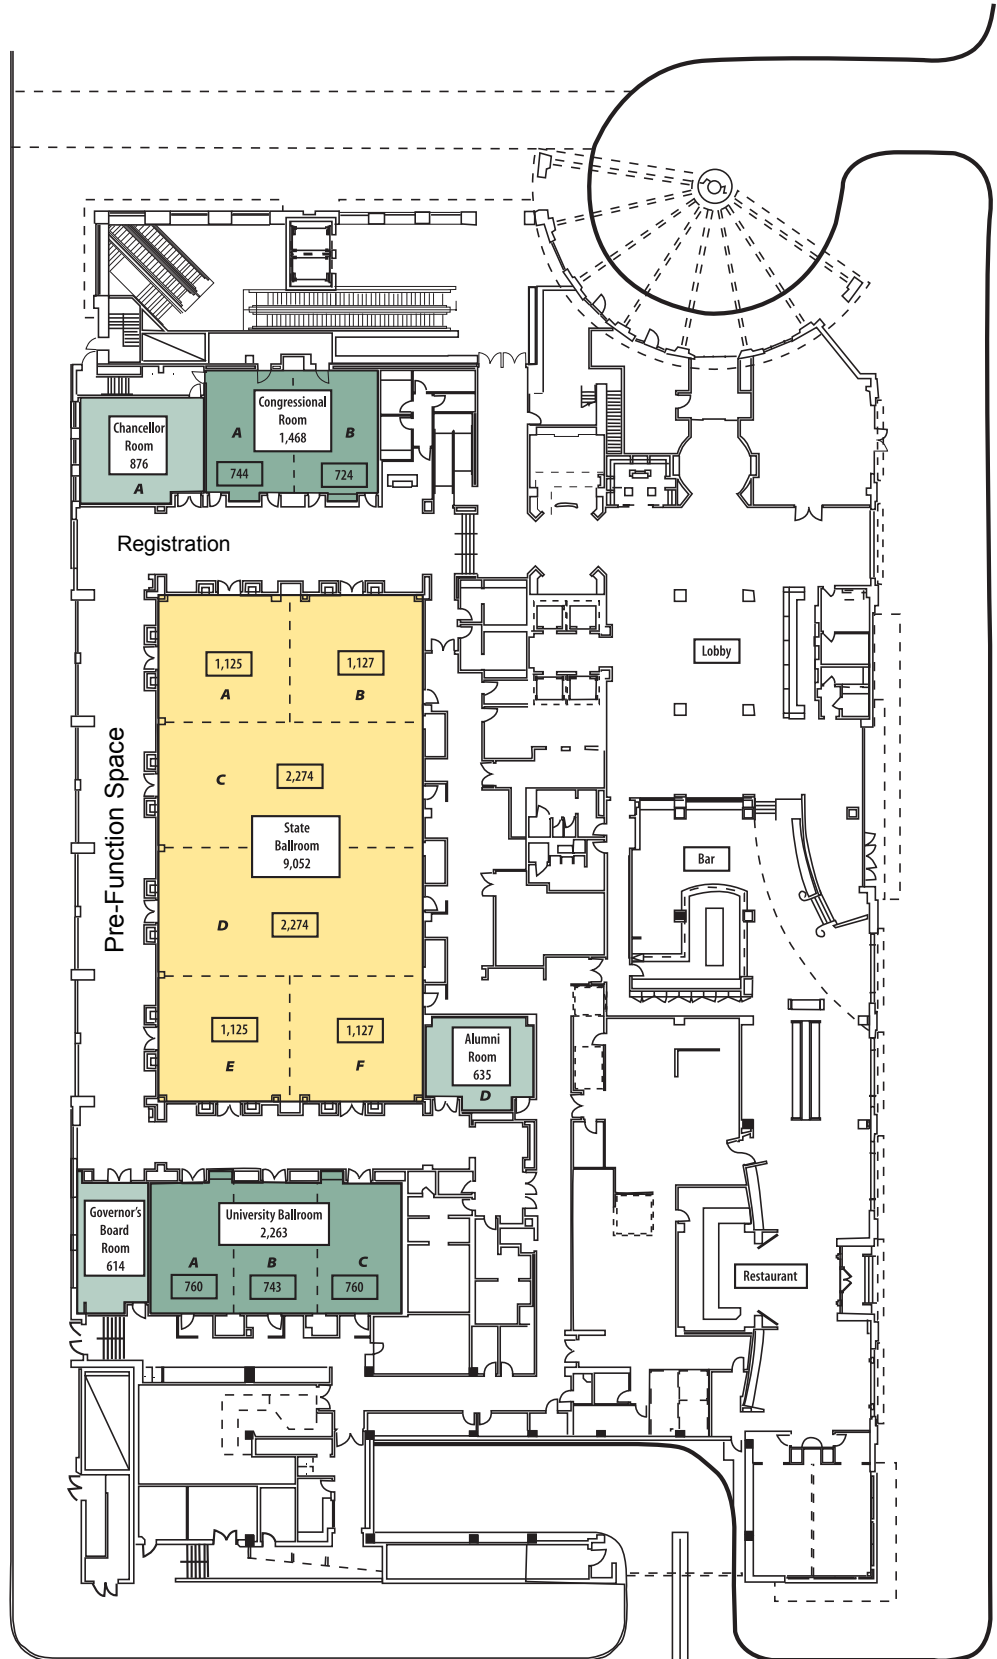 Congressional
Room
1,468
A
B
744
724
Chancellor
Room
876
A
Registration
1,125
A
1,127
B
Lobby
Pre-Function Space
C
2,274
State
Ballroom
9,052
Bar
D
2,274
1,125
E
1,127
F
Alumni
Room
635
D
Governor's
Board
Room
614
University Ballroom
2,263
A
B
C
760
743
760
Restaurant